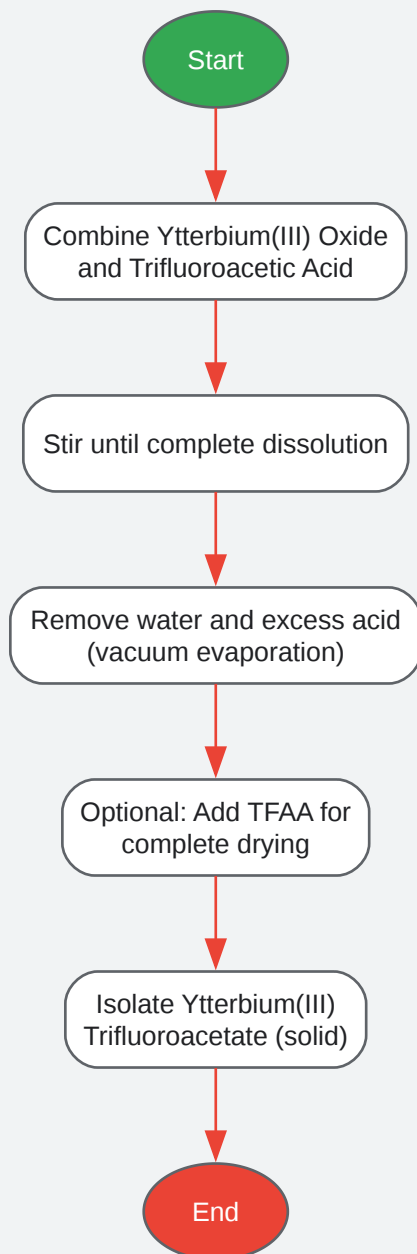 Start
Combine Ytterbium(III) Oxide
and Trifluoroacetic Acid
Stir until complete dissolution
Remove water and excess acid
(vacuum evaporation)
Optional: Add TFAA for
complete drying
Isolate Ytterbium(III)
Trifluoroacetate (solid)
End